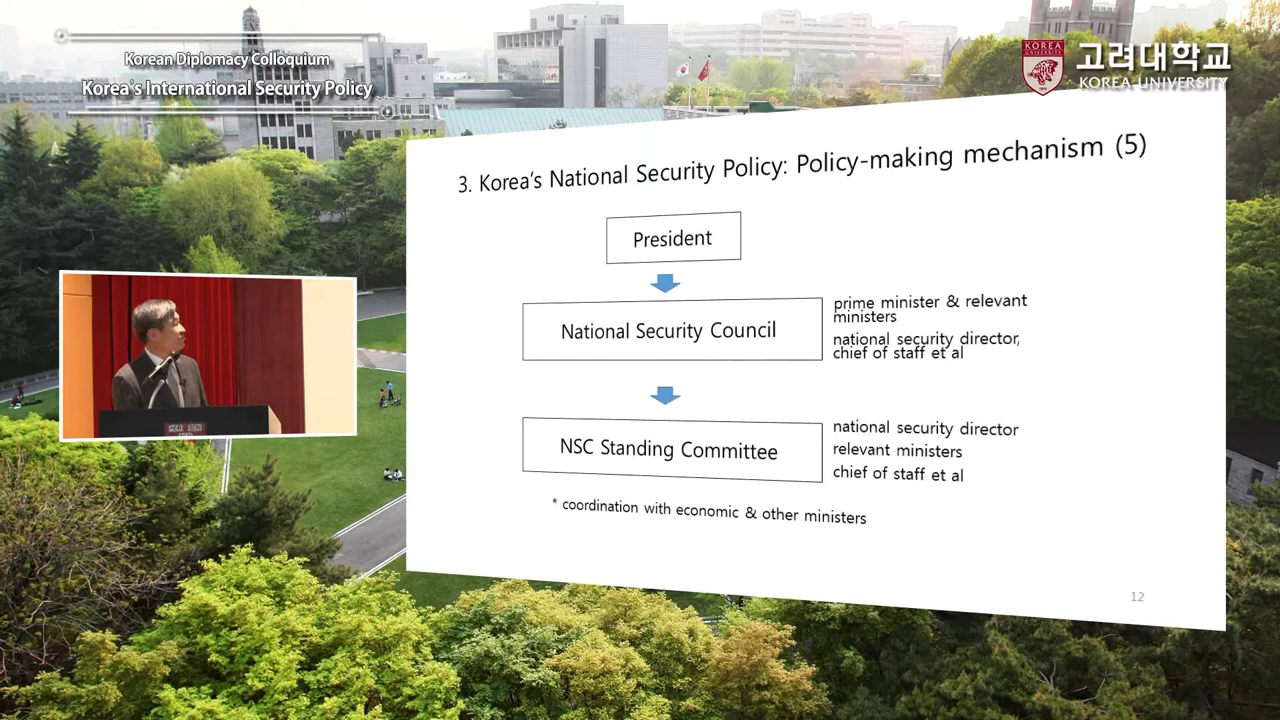 Korean Diplomacy Colloquium
Korea's International Security Policy
KOREA
UNIVERSITY
고려대학교
KOREA UNIVERSITY
3. Korea's National Security Policy: Policy-making mechanism (5)
President
National Security Council
prime minister & relevant
ministers
national security director,
chief of staff et al
NSC Standing Committee
national security director
relevant ministers
chief of staff et al
* coordination with economic & other ministers
12